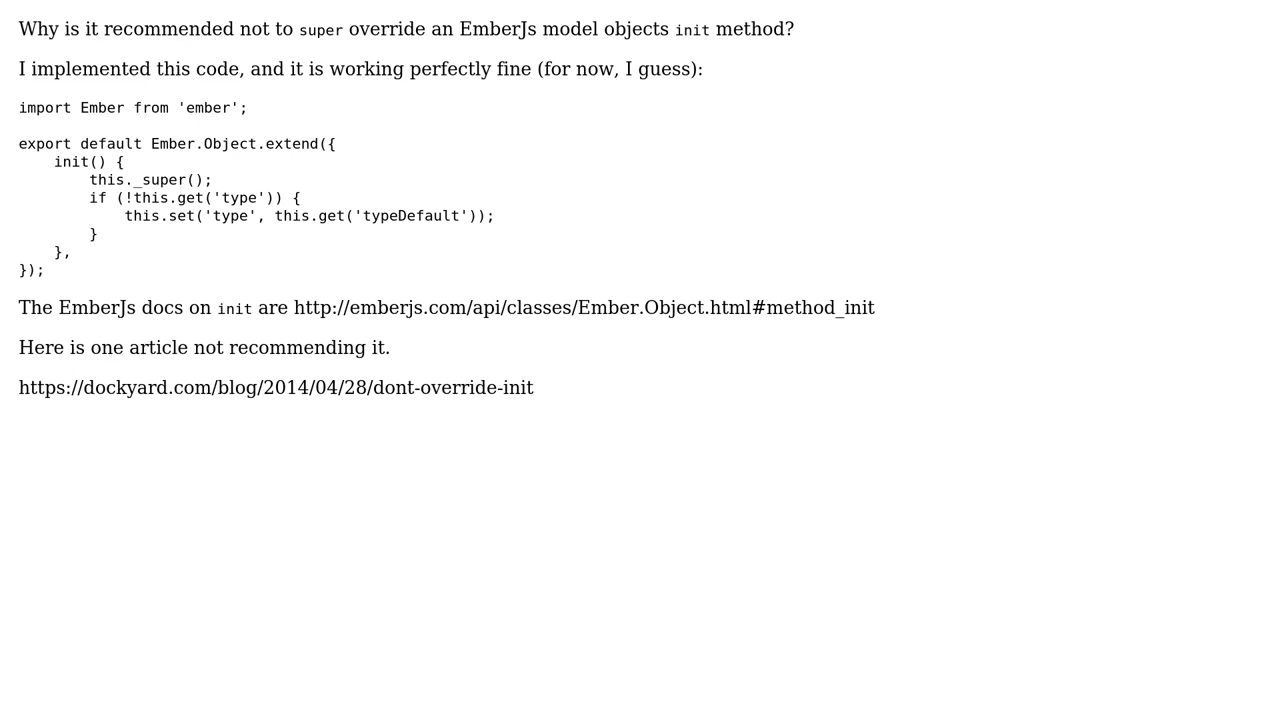 Why is it recommended not to super override an EmberJs model objects init method?
I implemented this code, and it is working perfectly fine (for now, I guess):
import Ember from 'ember';
export default Ember.Object.extend({
    init() {
        this._super();
        if (!this.get('type')) {
            this.set('type', this.get('typeDefault'));
        }
    },
});
The EmberJs docs on init are http://emberjs.com/api/classes/Ember.Object.html#method_init
Here is one article not recommending it.
https://dockyard.com/blog/2014/04/28/dont-override-init